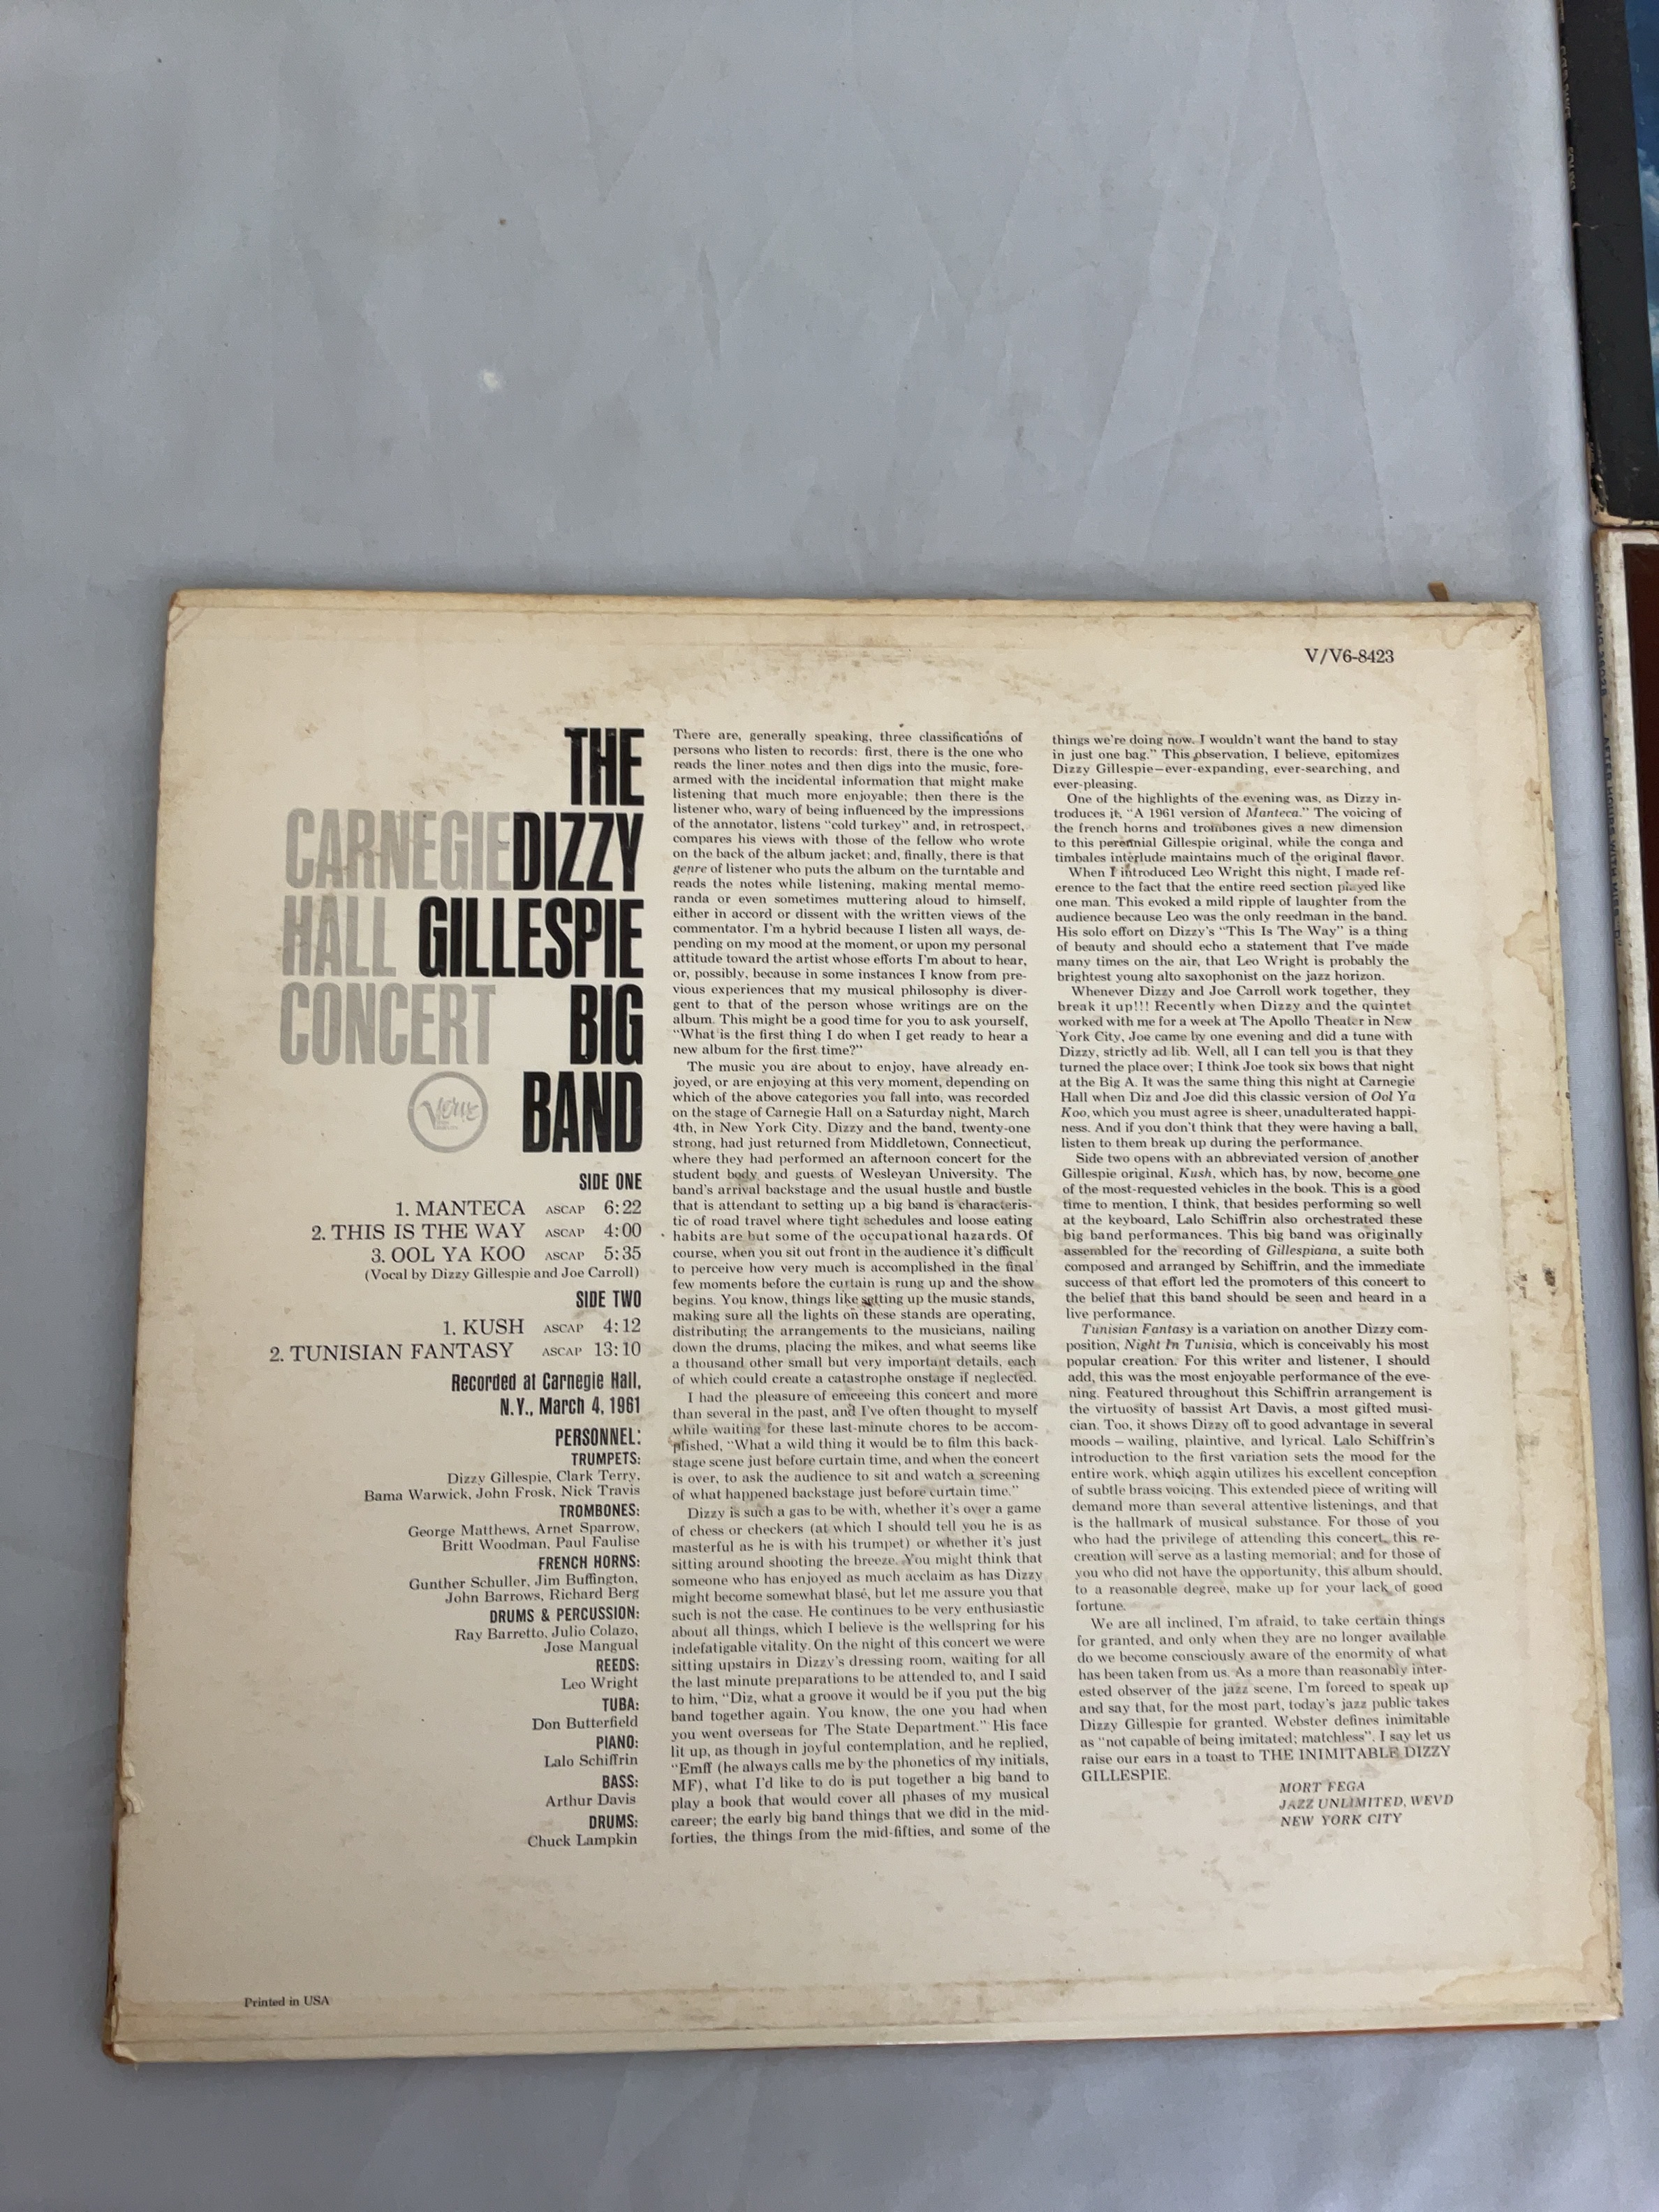 V/V6-8423
THE
CARNEGIE DIZZY
HALL GILLESPIE
CONCERT BIG
BAND
Verve
SIDE ONE
1. MANTECA ASCAP 6:22
2. THIS IS THE WAY ASCAP 4:00
3. OOL YA KOO ASCAP 5:35
(Vocal by Dizzy Gillespie and Joe Carroll)
SIDE TWO
1. KUSH ASCAP 4:12
2. TUNISIAN FANTASY ASCAP 13:10
Recorded at Carnegie Hall,
N.Y., March 4, 1961
PERSONNEL:
TRUMPETS:
Dizzy Gillespie, Clark Terry,
Bama Warwick, John Frosk, Nick Travis
TROMBONES:
George Matthews, Arnet Sparrow,
Britt Woodman, Paul Faulise
FRENCH HORNS:
Gunther Schuller, Jim Buffington,
John Barrows, Richard Berg
DRUMS & PERCUSSION:
Ray Barretto, Julio Colazo,
Jose Mangual
REEDS:
Leo Wright
TUBA:
Don Butterfield
PIANO:
Lalo Schiffrin
BASS:
Arthur Davis
DRUMS:
Chuck Lampkin
Printed in USA
There are, generally speaking, three classifications of
persons who listen to records: first, there is the one who
reads the liner notes and then digs into the music, fore-
armed with the incidental information that might make
listening that much more enjoyable; then there is the
listener who, wary of being influenced by the impressions
of the annotator, listens "cold turkey" and, in retrospect,
compares his views with those of the fellow who wrote
on the back of the album jacket; and, finally, there is that
genre of listener who puts the album on the turntable and
reads the notes while listening, making mental memo-
randa or even sometimes muttering aloud to himself,
either in accord or dissent with the written views of the
commentator. I'm a hybrid because I listen all ways, de-
pending on my mood at the moment, or upon my personal
attitude toward the artist whose efforts I'm about to hear,
or, possibly, because in some instances I know from pre-
vious experiences that my musical philosophy is diver-
gent to that of the person whose writings are on the
album. This might be a good time for you to ask yourself,
"What is the first thing I do when I get ready to hear a
new album for the first time?"
The music you are about to enjoy, have already en-
joyed, or are enjoying at this very moment, depending on
which of the above categories you fall into, was recorded
on the stage of Carnegie Hall on a Saturday night, March
4th, in New York City. Dizzy and the band, twenty-one
strong, had just returned from Middletown, Connecticut,
where they had performed an afternoon concert for the
student body and guests of Wesleyan University. The
band's arrival backstage and the usual hustle and bustle
that is attendant to setting up a big band is characteris-
tic of road travel where tight schedules and loose eating
habits are but some of the occupational hazards. Of
course, when you sit out front in the audience it's difficult
to perceive how very much is accomplished in the final
few moments before the curtain is rung up and the show
begins. You know, things like setting up the music stands,
making sure all the lights on these stands are operating,
distributing the arrangements to the musicians, nailing
down the drums, placing the mikes, and what seems like
a thousand other small but very important details, each
of which could create a catastrophe onstage if neglected.
I had the pleasure of emceeing this concert and more
than several in the past, and I've often thought to myself
while waiting for these last-minute chores to be accom-
plished, "What a wild thing it would be to film this back-
stage scene just before curtain time, and when the concert
is over, to ask the audience to sit and watch a screening
of what happened backstage just before curtain time."
Dizzy is such a gas to be with, whether it's over a game
of chess or checkers (at which I should tell you he is as
masterful as he is with his trumpet) or whether it's just
sitting around shooting the breeze. You might think that
someone who has enjoyed as much acclaim as has Dizzy
might become somewhat blasé, but let me assure you that
such is not the case. He continues to be very enthusiastic
about all things, which I believe is the wellspring for his
indefatigable vitality. On the night of this concert we were
sitting upstairs in Dizzy's dressing room, waiting for all
the last minute preparations to be attended to, and I said
to him, "Diz, what a groove it would be if you put the big
band together again. You know, the one you had when
you went overseas for The State Department." His face
lit up, as though in joyful contemplation, and he replied,
"Emff (he always calls me by the phonetics of my initials,
MF), what I'd like to do is put together a big band to
play a book that would cover all phases of my musical
career; the early big band things that we did in the mid-
forties, the things from the mid-fifties, and some of the
things we're doing now. I wouldn't want the band to stay
in just one bag." This observation, I believe, epitomizes
Dizzy Gillespie—ever-expanding, ever-searching, and
ever-pleasing.
One of the highlights of the evening was, as Dizzy in-
troduces it, "A 1961 version of Manteca." The voicing of
the french horns and trombones gives a new dimension
to this perennial Gillespie original, while the conga and
timbales interlude maintains much of the original flavor.
When I introduced Leo Wright this night, I made ref-
erence to the fact that the entire reed section played like
one man. This evoked a mild ripple of laughter from the
audience because Leo was the only reedman in the band.
His solo effort on Dizzy's "This Is The Way" is a thing
of beauty and should echo a statement that I've made
many times on the air, that Leo Wright is probably the
brightest young alto saxophonist on the jazz horizon.
Whenever Dizzy and Joe Carroll work together, they
break it up!!! Recently when Dizzy and the quintet
worked with me for a week at The Apollo Theater in New
York City, Joe came by one evening and did a tune with
Dizzy, strictly ad lib. Well, all I can tell you is that they
turned the place over; I think Joe took six bows that night
at the Big A. It was the same thing this night at Carnegie
Hall when Diz and Joe did this classic version of Ool Ya
Koo, which you must agree is sheer, unadulterated happi-
ness. And if you don't think that they were having a ball,
listen to them break up during the performance.
Side two opens with an abbreviated version of another
Gillespie original, Kush, which has, by now, become one
of the most-requested vehicles in the book. This is a good
time to mention, I think, that besides performing so well
at the keyboard, Lalo Schiffrin also orchestrated these
big band performances. This big band was originally
assembled for the recording of Gillespiana, a suite both
composed and arranged by Schiffrin, and the immediate
success of that effort led the promoters of this concert to
the belief that this band should be seen and heard in a
live performance.
Tunisian Fantasy is a variation on another Dizzy com-
position, Night In Tunisia, which is conceivably his most
popular creation. For this writer and listener, I should
add, this was the most enjoyable performance of the eve-
ning. Featured throughout this Schiffrin arrangement is
the virtuosity of bassist Art Davis, a most gifted musi-
cian. Too, it shows Dizzy off to good advantage in several
moods — wailing, plaintive, and lyrical. Lalo Schiffrin's
introduction to the first variation sets the mood for the
entire work, which again utilizes his excellent conception
of subtle brass voicing. This extended piece of writing will
demand more than several attentive listenings, and that
is the hallmark of musical substance. For those of you
who had the privilege of attending this concert, this re-
creation will serve as a lasting memorial; and for those of
you who did not have the opportunity, this album should,
to a reasonable degree, make up for your lack of good
fortune.
We are all inclined, I'm afraid, to take certain things
for granted, and only when they are no longer available
do we become consciously aware of the enormity of what
has been taken from us. As a more than reasonably inter-
ested observer of the jazz scene, I'm forced to speak up
and say that, for the most part, today's jazz public takes
Dizzy Gillespie for granted. Webster defines inimitable
as "not capable of being imitated; matchless". I say let us
raise our ears in a toast to THE INIMITABLE DIZZY
GILLESPIE.
MORT FEGA
JAZZ UNLIMITED, WEVD
NEW YORK CITY